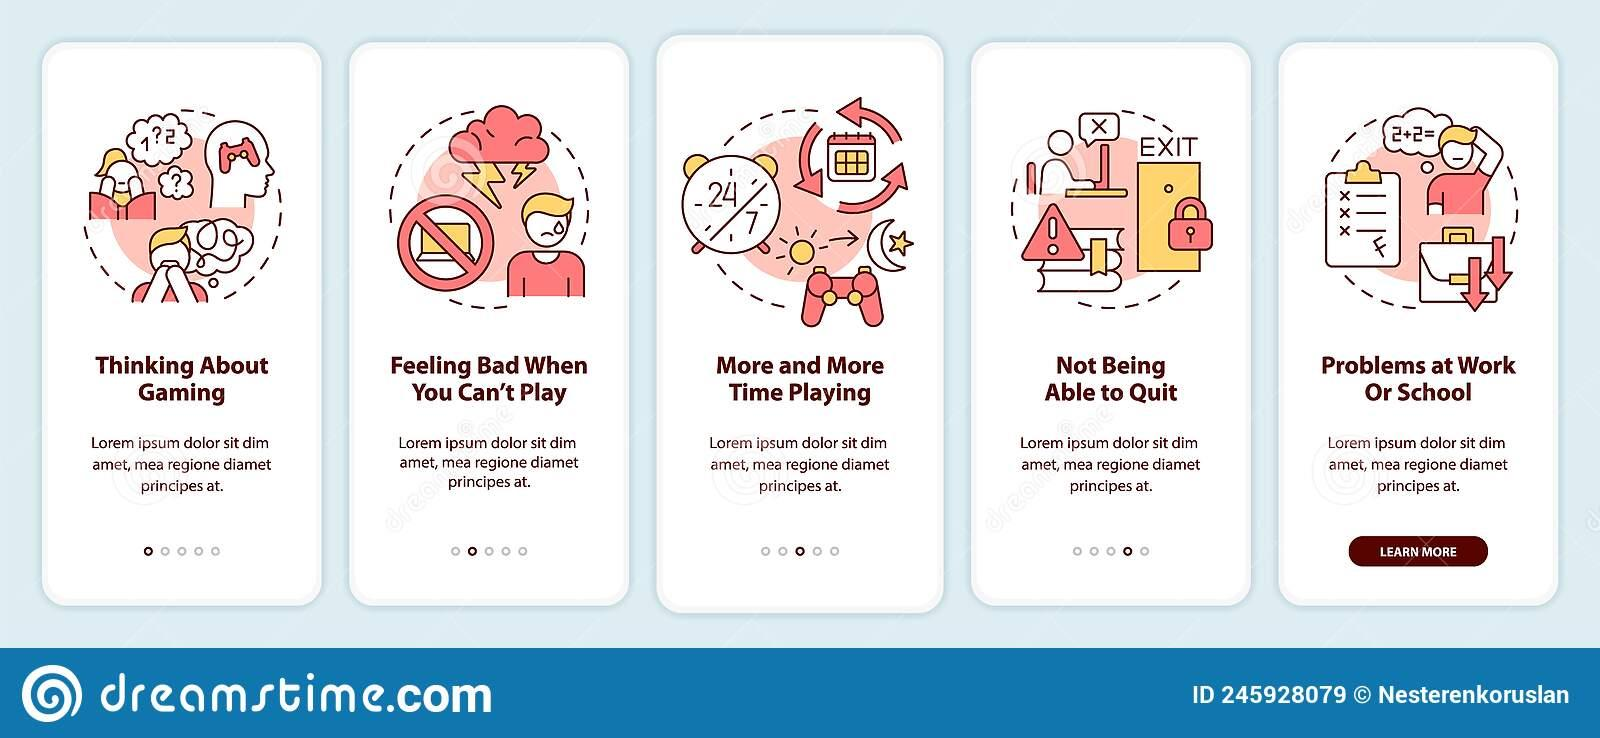 1?2
?
Thinking About
Gaming
Lorem ipsum dolor sit dim
amet, mea regione diamet
principes at.
Feeling Bad When
You Can't Play
Lorem ipsum dolor sit dim
amet, mea regione diamet
principes at.
24
7
More and More
Time Playing
Lorem ipsum dolor sit dim
amet, mea regione diamet
principes at.
EXIT
Not Being
Able to Quit
Lorem ipsum dolor sit dim
amet, mea regione diamet
principes at.
2+2=
F
Problems at Work
Or School
Lorem ipsum dolor sit dim
amet, mea regione diamet
principes at.
LEARN MORE
dreamstime.com
ID 245928079 © Nesterenkoruslan